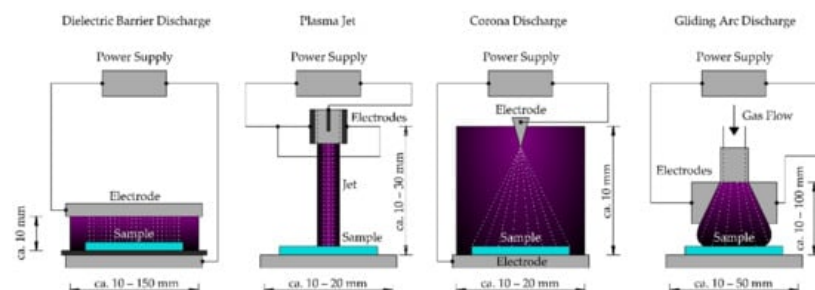 Dielectric Barrier Discharge
Power Supply
Electrode
Sample
ca. 10 mm
ca. 10 – 150 mm
Plasma Jet
Power Supply
Electrodes
Jet
Sample
ca. 10 – 30 mm
ca. 10 – 20 mm
Corona Discharge
Power Supply
Electrode
Sample
Electrode
ca. 10 mm
ca. 10 – 20 mm
Gliding Arc Discharge
Power Supply
Gas Flow
Electrodes
Sample
ca. 10 – 100 mm
ca. 10 – 50 mm